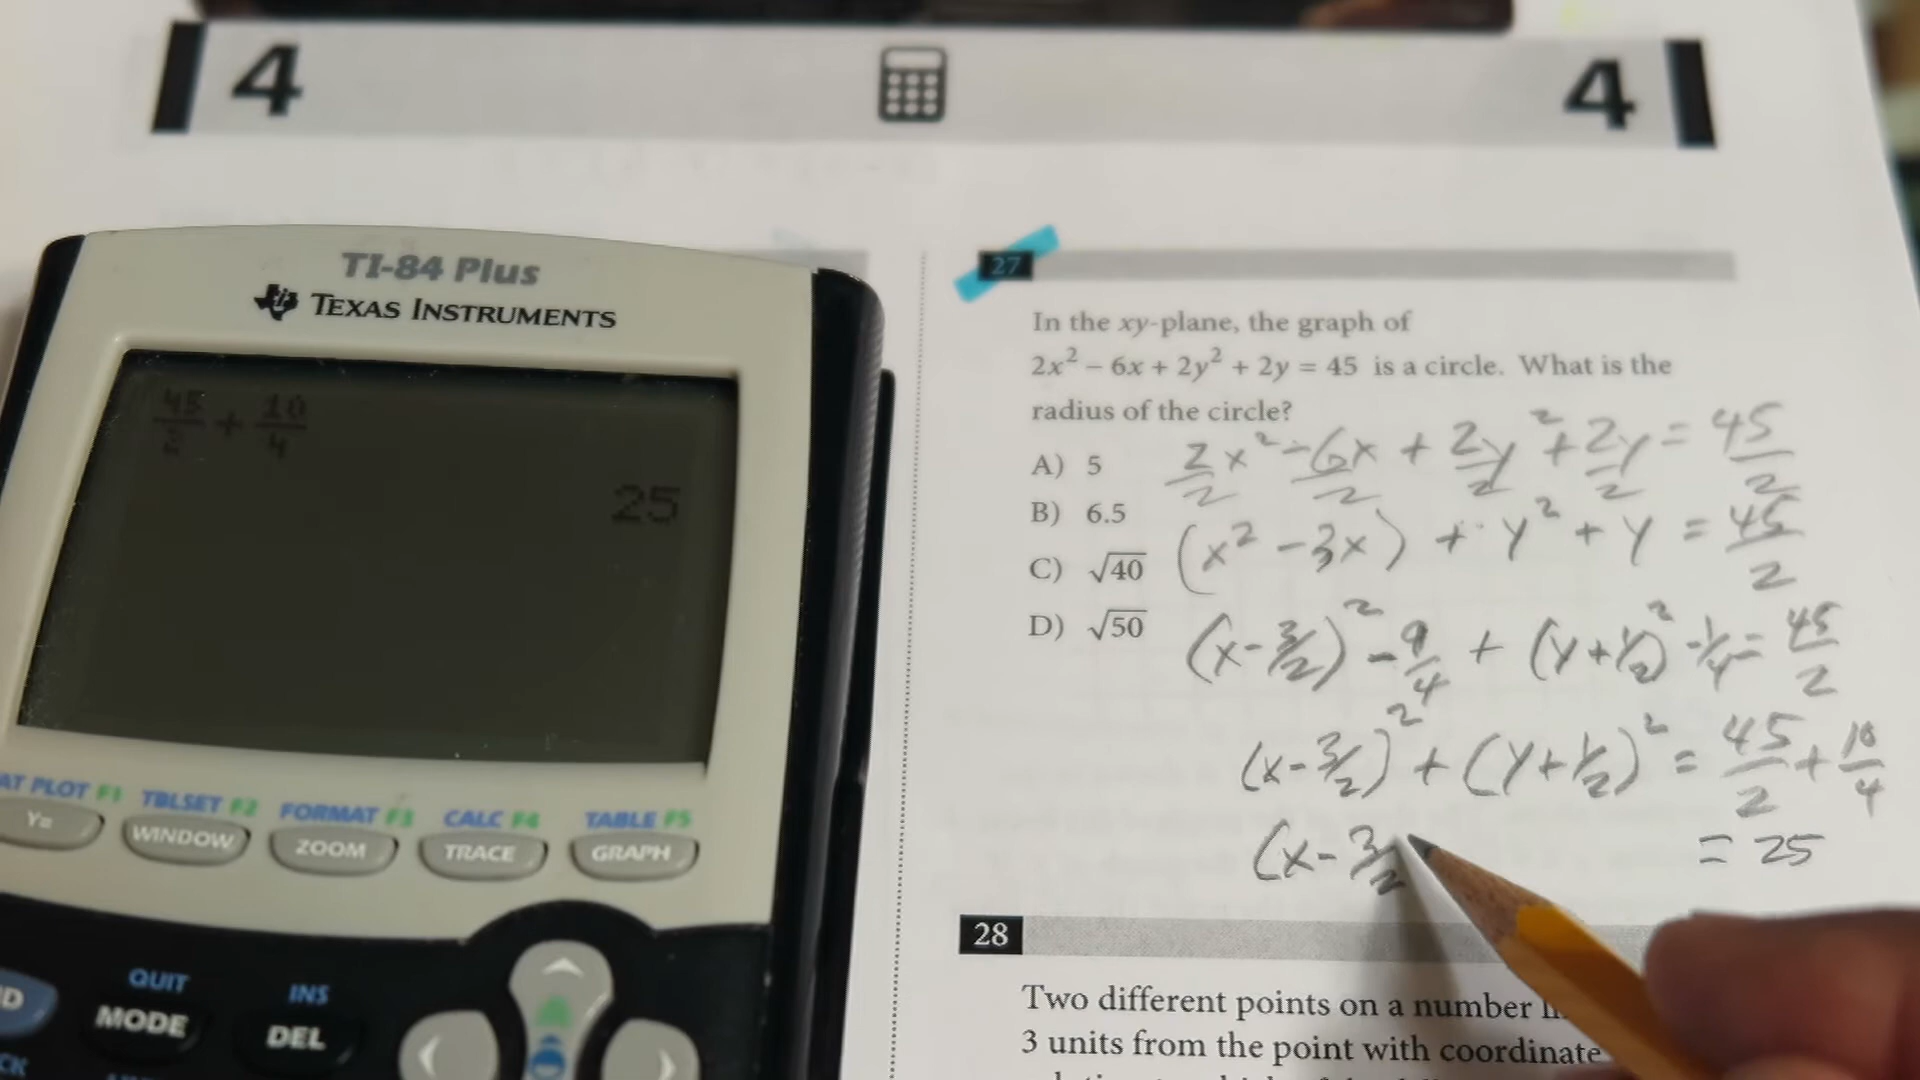 4 4
TI-84 Plus
TEXAS INSTRUMENTS
45/2 + 10/4
25
STAT PLOT F1 TBLSET F2 FORMAT F3 CALC F4 TABLE F5
Y= WINDOW ZOOM TRACE GRAPH
QUIT INS
MODE DEL
27
In the xy-plane, the graph of
2x² − 6x + 2y² + 2y = 45 is a circle. What is the
radius of the circle?
A) 5
B) 6.5
C) √40
D) √50
2/2 x² - 6x/2 + 2y²/2 + 2y/2 = 45/2
(x² - 3x) + y² + y = 45/2
(x - 3/2)² - 9/4 + (y + 1/2)² - 1/4 = 45/2
(x - 3/2)² + (y + 1/2)² = 45/2 + 10/4
(x - 3/2 = 25
28
Two different points on a number
3 units from the point with coordinate